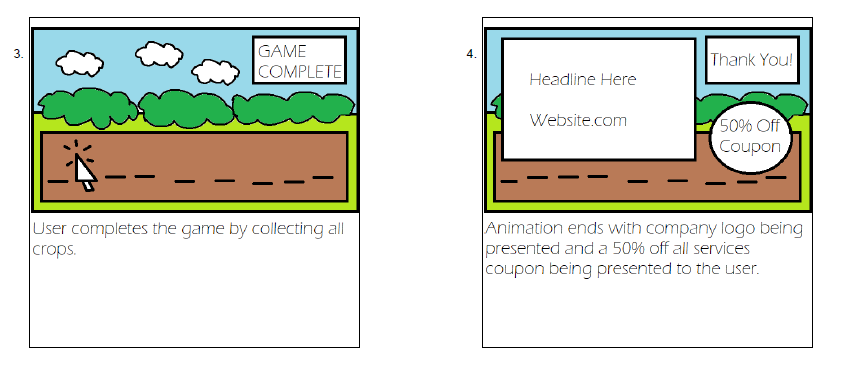 3.
GAME
COMPLETE
User completes the game by collecting all
crops.
4.
Headline Here
Website.com
Thank You!
50% Off
Coupon
Animation ends with company logo being
presented and a 50% off all services
coupon being presented to the user.